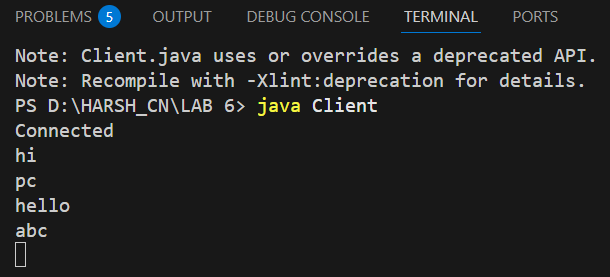 PROBLEMS 5 OUTPUT DEBUG CONSOLE TERMINAL PORTS
Note: Client.java uses or overrides a deprecated API.
Note: Recompile with -Xlint:deprecation for details.
PS D:\HARSH_CN\LAB 6> java Client
Connected
hi
pc
hello
abc